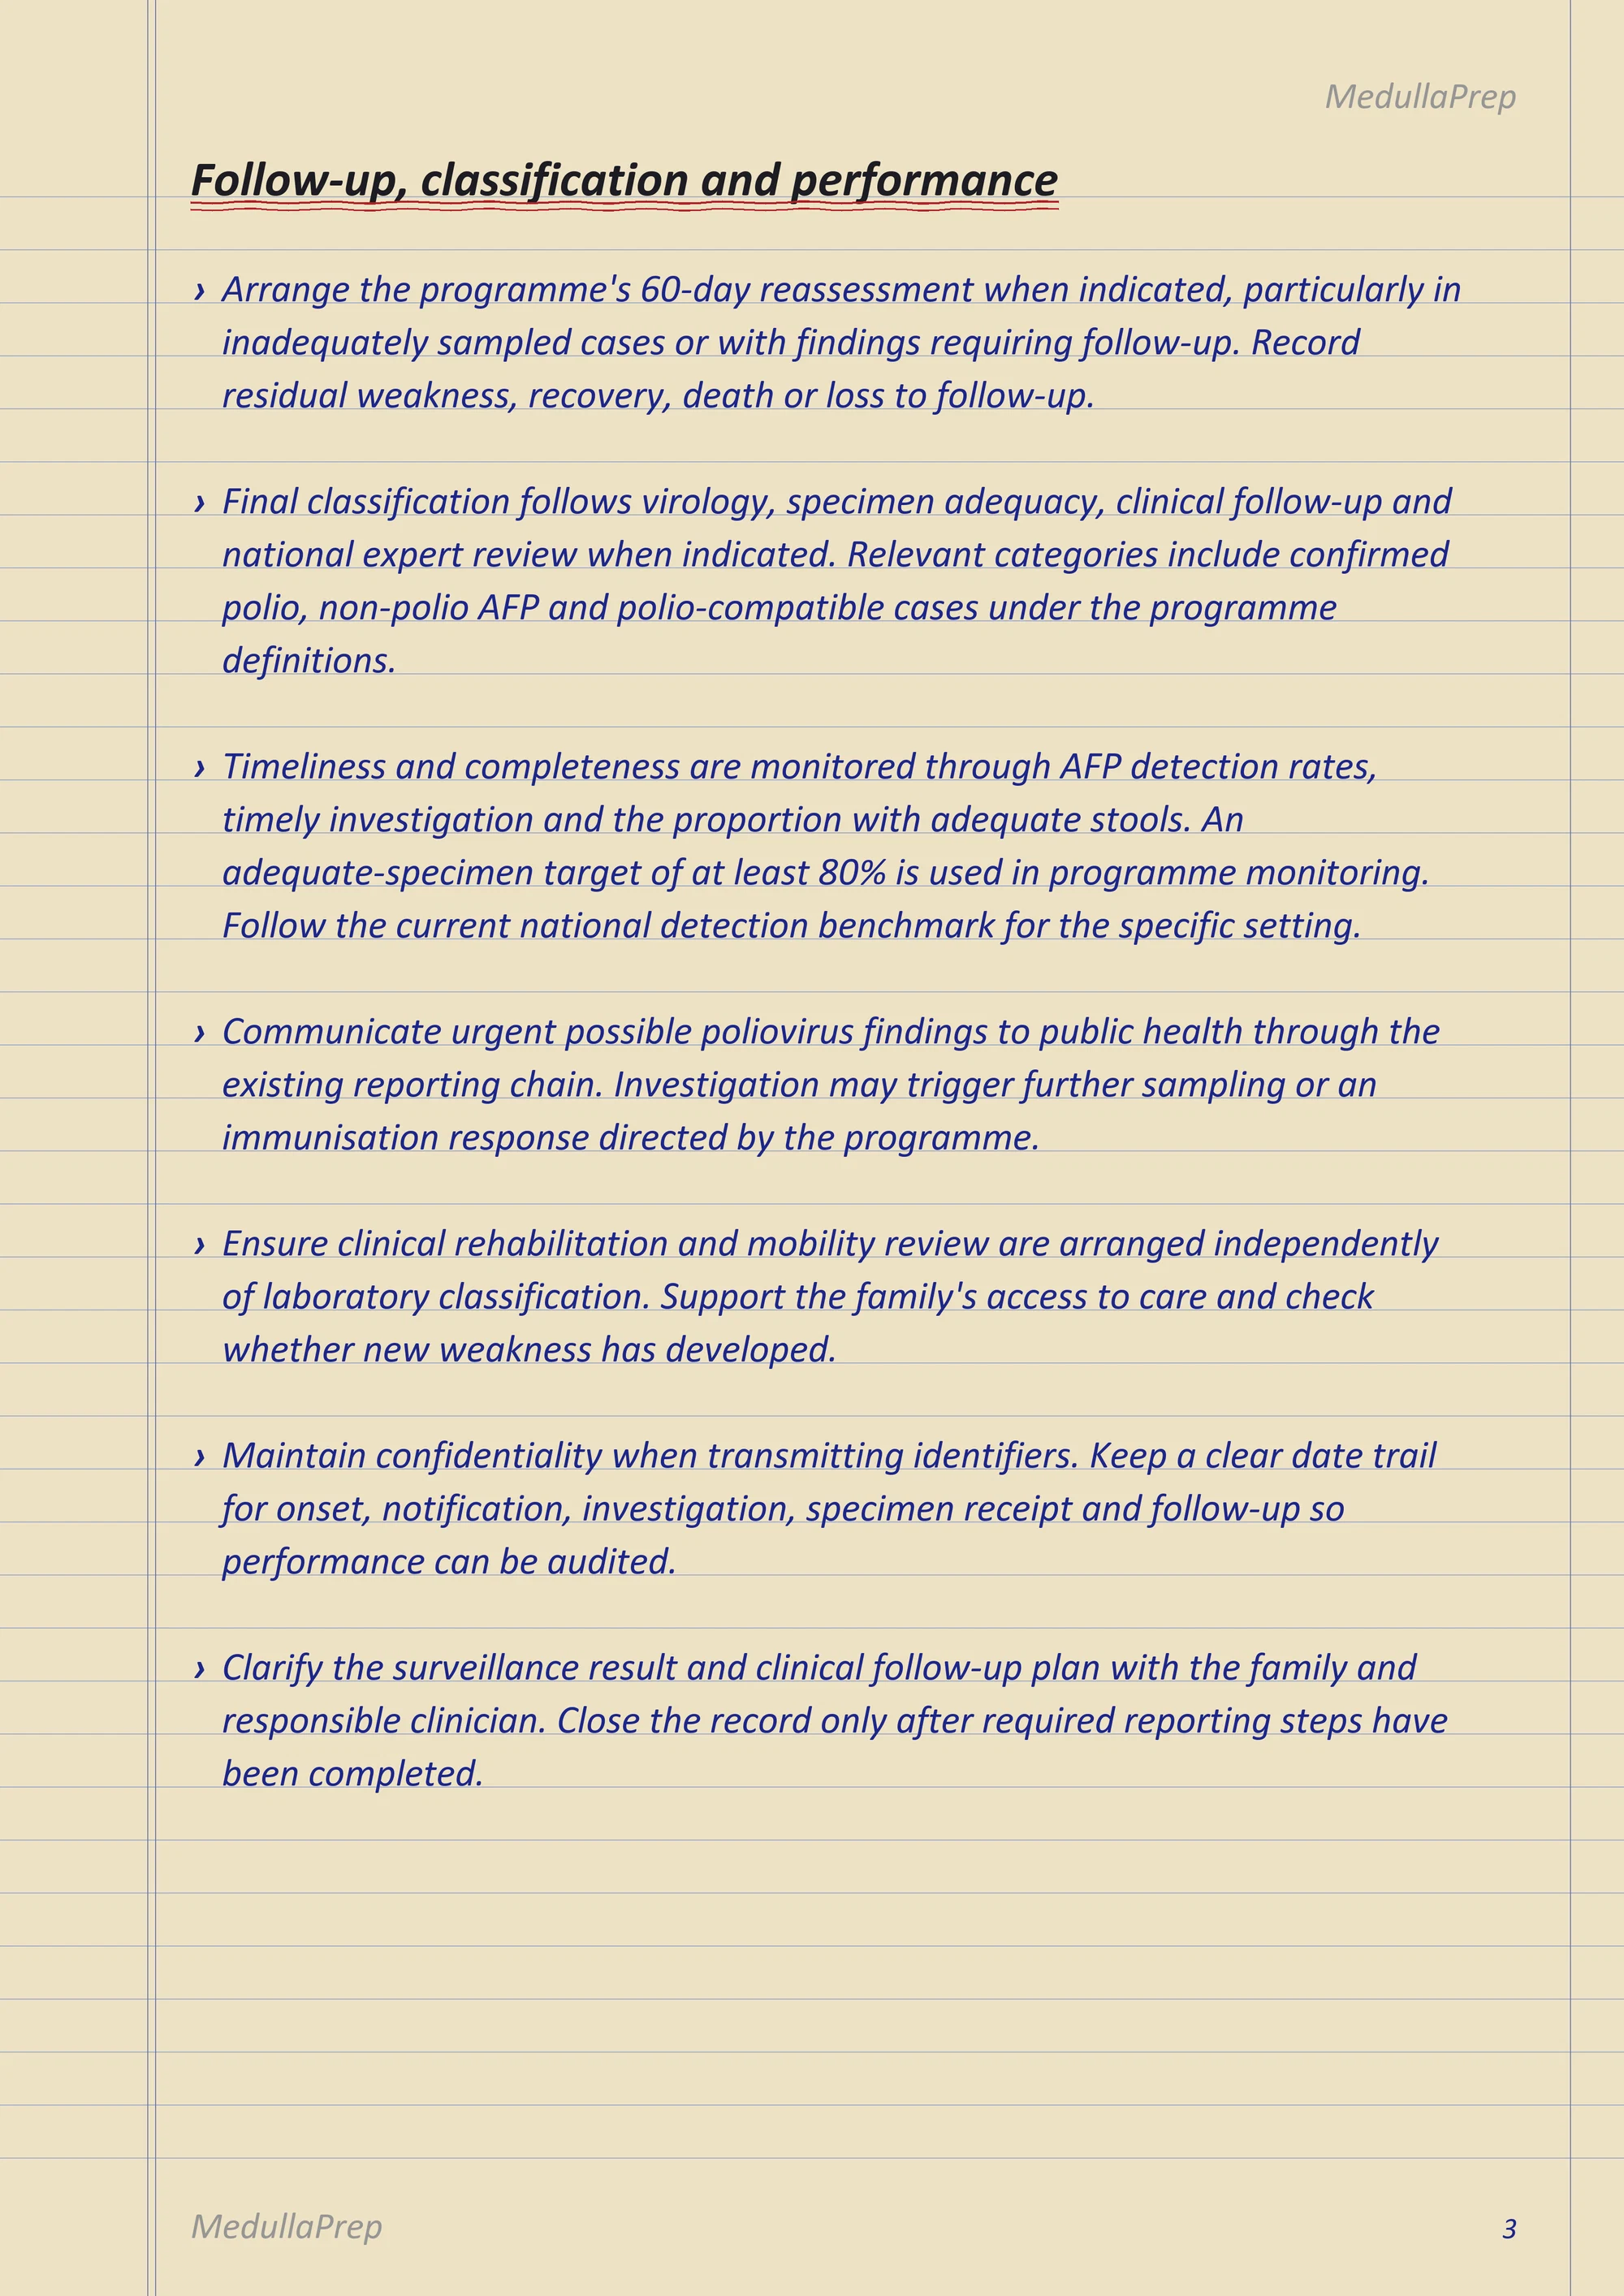 MedullaPrep
Follow-up, classification and performance
› Arrange the programme's 60-day reassessment when indicated, particularly in
inadequately sampled cases or with findings requiring follow-up. Record
residual weakness, recovery, death or loss to follow-up.
› Final classification follows virology, specimen adequacy, clinical follow-up and
national expert review when indicated. Relevant categories include confirmed
polio, non-polio AFP and polio-compatible cases under the programme
definitions.
› Timeliness and completeness are monitored through AFP detection rates,
timely investigation and the proportion with adequate stools. An
adequate-specimen target of at least 80% is used in programme monitoring.
Follow the current national detection benchmark for the specific setting.
› Communicate urgent possible poliovirus findings to public health through the
existing reporting chain. Investigation may trigger further sampling or an
immunisation response directed by the programme.
› Ensure clinical rehabilitation and mobility review are arranged independently
of laboratory classification. Support the family's access to care and check
whether new weakness has developed.
› Maintain confidentiality when transmitting identifiers. Keep a clear date trail
for onset, notification, investigation, specimen receipt and follow-up so
performance can be audited.
› Clarify the surveillance result and clinical follow-up plan with the family and
responsible clinician. Close the record only after required reporting steps have
been completed.
MedullaPrep
3